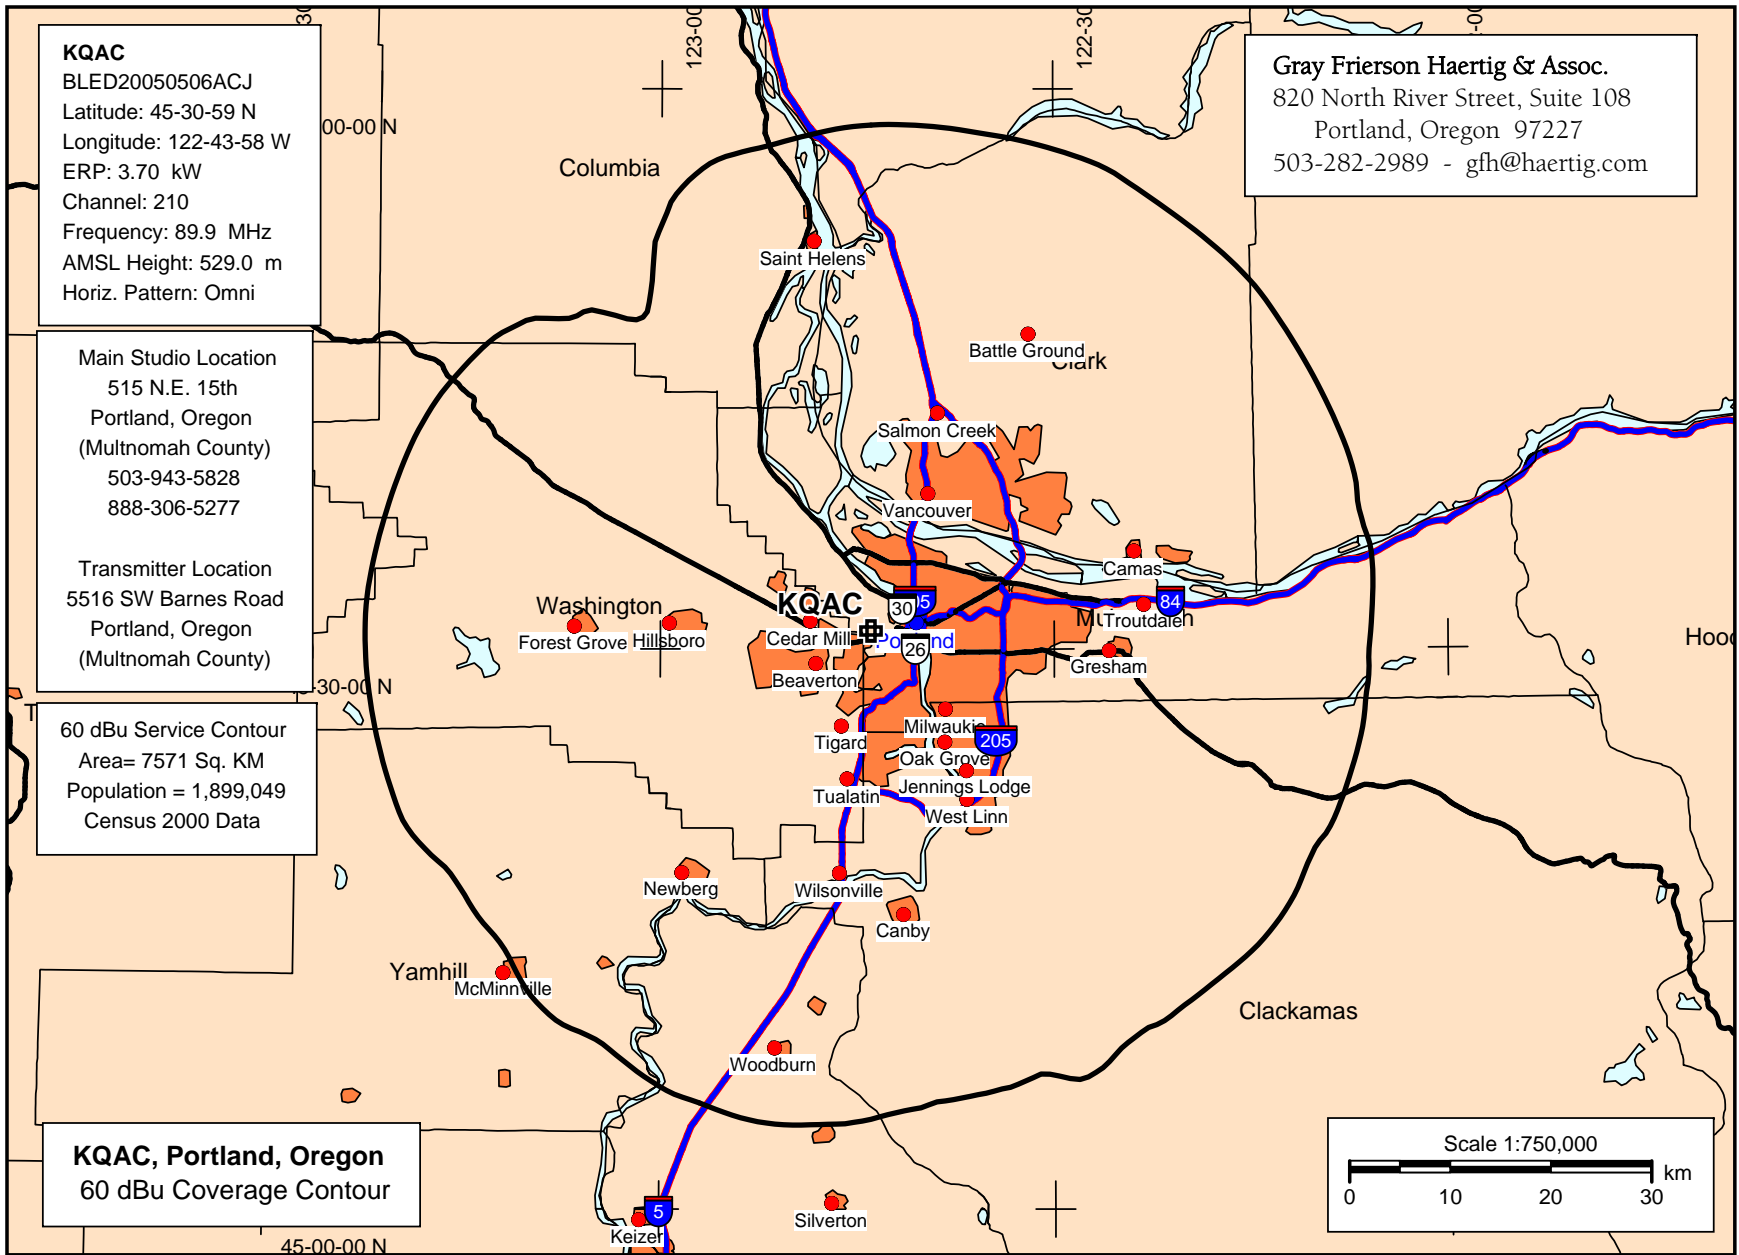 KQAC
BLED20050506ACJ
Latitude: 45-30-59 N
Longitude: 122-43-58 W
ERP: 3.70 kW
Channel: 210
Frequency: 89.9 MHz
AMSL Height: 529.0 m
Horiz. Pattern: Omni
Main Studio Location
515 N.E. 15th
Portland, Oregon
(Multnomah County)
503-943-5828
888-306-5277
Transmitter Location
5516 SW Barnes Road
Portland, Oregon
(Multnomah County)
60 dBu Service Contour
Area= 7571 Sq. KM
Population = 1,899,049
Census 2000 Data
KQAC, Portland, Oregon
60 dBu Coverage Contour
Gray Frierson Haertig & Assoc.
820 North River Street, Suite 108
Portland, Oregon 97227
503-282-2989 - gfh@haertig.com
30
123-00
122-30
-00
00-00 N
Columbia
Saint Helens
Battle Ground
Clark
Salmon Creek
Vancouver
Camas
Washington
KQAC
30
84
Troutdale
Forest Grove
Hillsboro
Cedar Mill
Portland
26
Hood
Gresham
Beaverton
-30-00 N
Milwaukie
Tigard
205
Oak Grove
Jennings Lodge
Tualatin
West Linn
Newberg
Wilsonville
Canby
Yamhill
McMinnville
Clackamas
Woodburn
5
Silverton
Keizer
45-00-00 N
Scale 1:750,000
km
0 10 20 30